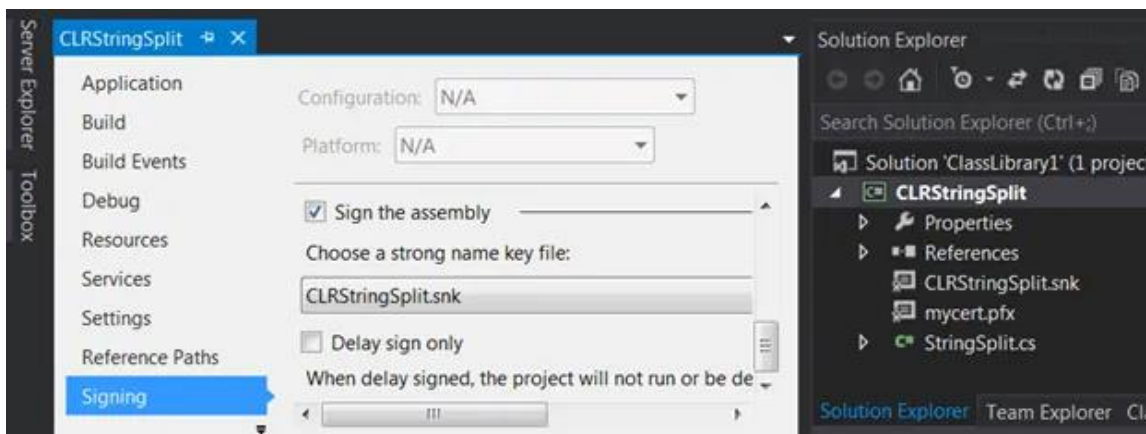 Server Explorer
Toolbox
CLRStringSplit
Application
Build
Build Events
Debug
Resources
Services
Settings
Reference Paths
Signing
Configuration: N/A
Platform: N/A
Sign the assembly
Choose a strong name key file:
CLRStringSplit.snk
Delay sign only
When delay signed, the project will not run or be de
Solution Explorer
Search Solution Explorer (Ctrl+;)
Solution 'ClassLibrary1' (1 projec
C# CLRStringSplit
Properties
References
CLRStringSplit.snk
mycert.pfx
C# StringSplit.cs
Solution Explorer Team Explorer Cl